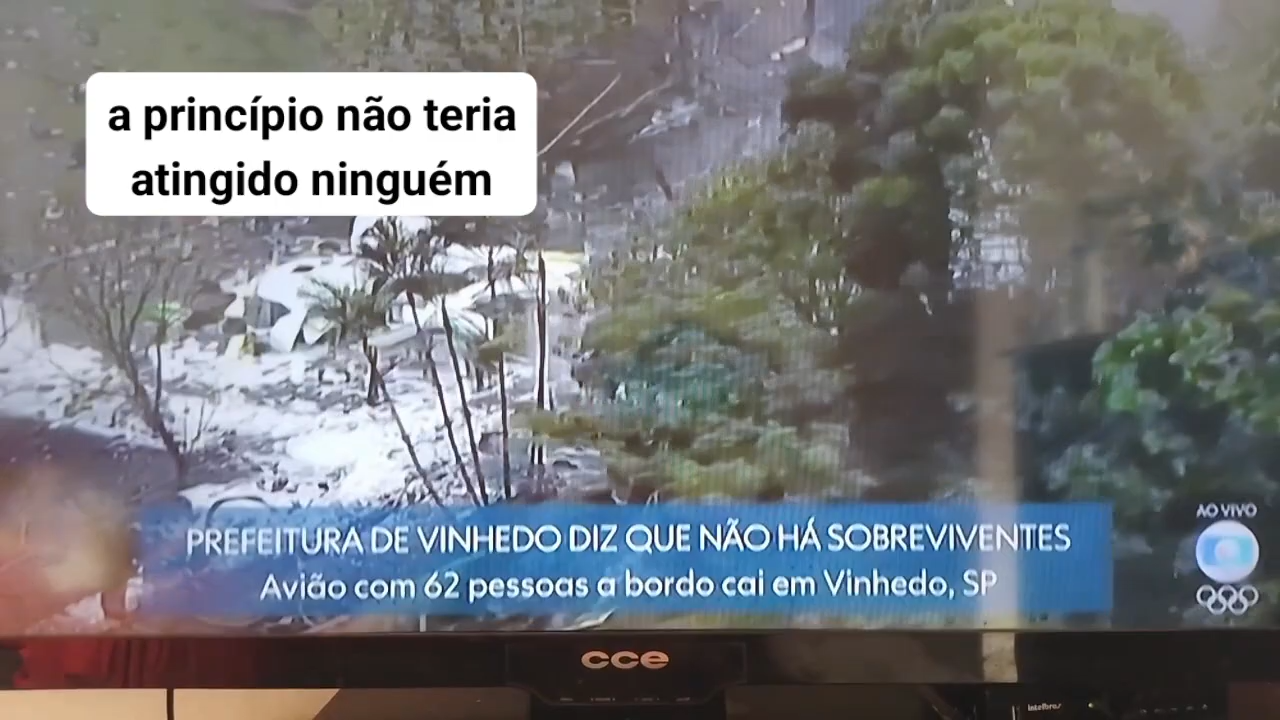 a princípio não teria
atingido ninguém
PREFEITURA DE VINHEDO DIZ QUE NÃO HÁ SOBREVIVENTES
Avião com 62 pessoas a bordo cai em Vinhedo, SP
AO VIVO
cce
intelbras